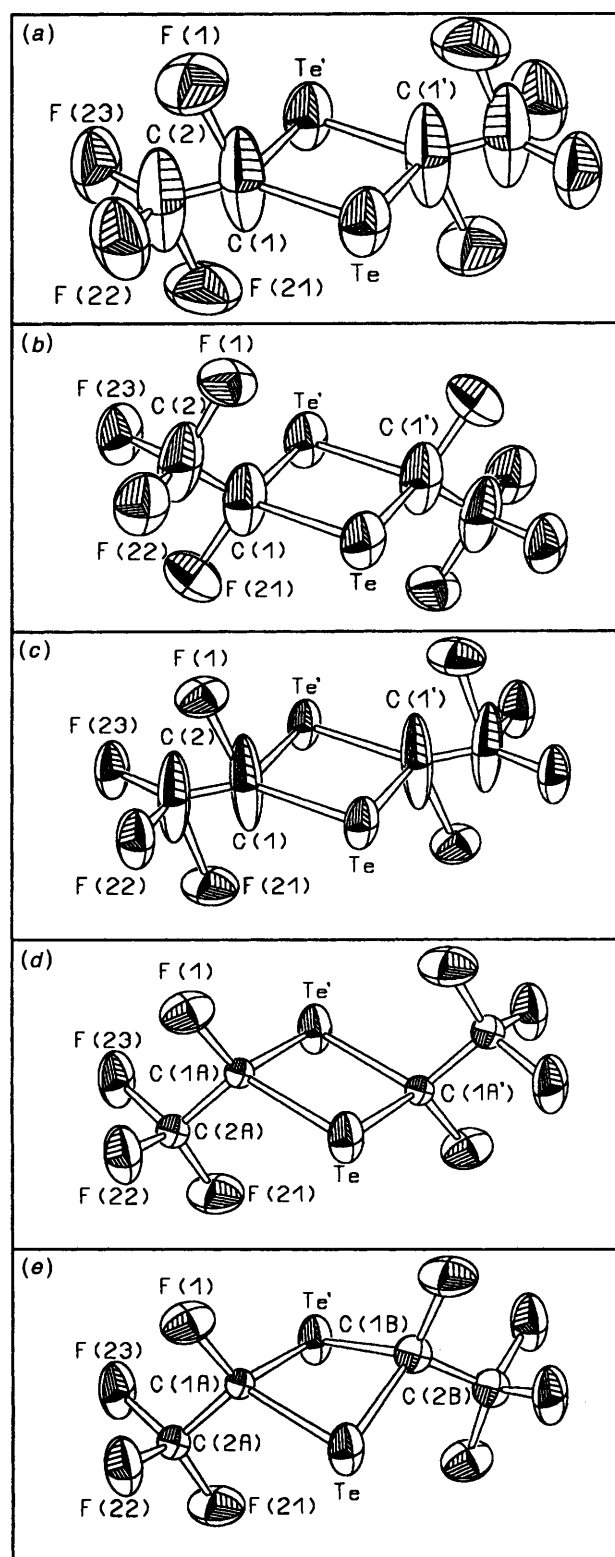 (a)
F(1)
Te'
C(1')
F(23)
C(2)
C(1)
Te
F(22)
F(21)
(b)
F(1)
F(23)
C(2)
Te'
C(1')
F(22)
C(1)
F(21)
Te
(c)
F(1)
Te'
C(1')
F(23)
C(2)
C(1)
F(22)
Te
F(21)
(d)
F(1)
Te'
F(23)
C(1A)
C(1A')
C(2A)
Te
F(22)
F(21)
(e)
F(1)
Te'
C(1B)
F(23)
C(1A)
C(2B)
C(2A)
Te
F(22)
F(21)